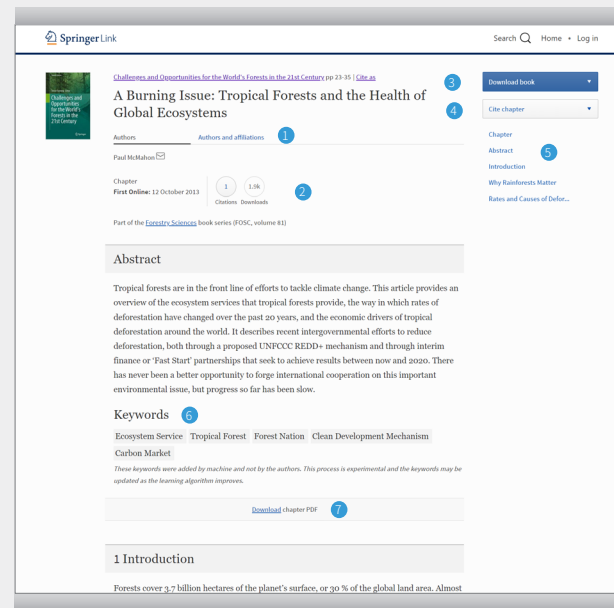 Springer Link
Search Home • Log in
Challenges and Opportunities for the World's Forests in the 21st Century pp 23-35 | Cite as
A Burning Issue: Tropical Forests and the Health of
Global Ecosystems
Challenges and
Opportunities
for the World's
Forests in the
21st Century
Authors Authors and affiliations 1
Paul McMahon
Chapter
First Online: 12 October 2013
1 1.9k 2
Citations Downloads
Part of the Forestry Sciences book series (FOSC, volume 81)
3 Download book
4 Cite chapter
Chapter
Abstract 5
Introduction
Why Rainforests Matter
Rates and Causes of Defor...
Abstract
Tropical forests are in the front line of efforts to tackle climate change. This article provides an
overview of the ecosystem services that tropical forests provide, the way in which rates of
deforestation have changed over the past 20 years, and the economic drivers of tropical
deforestation around the world. It describes recent intergovernmental efforts to reduce
deforestation, both through a proposed UNFCCC REDD+ mechanism and through interim
finance or 'Fast Start' partnerships that seek to achieve results between now and 2020. There
has never been a better opportunity to forge international cooperation on this important
environmental issue, but progress so far has been slow.
Keywords 6
Ecosystem Service Tropical Forest Forest Nation Clean Development Mechanism
Carbon Market
These keywords were added by machine and not by the authors. This process is experimental and the keywords may be
updated as the learning algorithm improves.
Download chapter PDF 7
1 Introduction
Forests cover 3.7 billion hectares of the planet's surface, or 30 % of the global land area. Almost